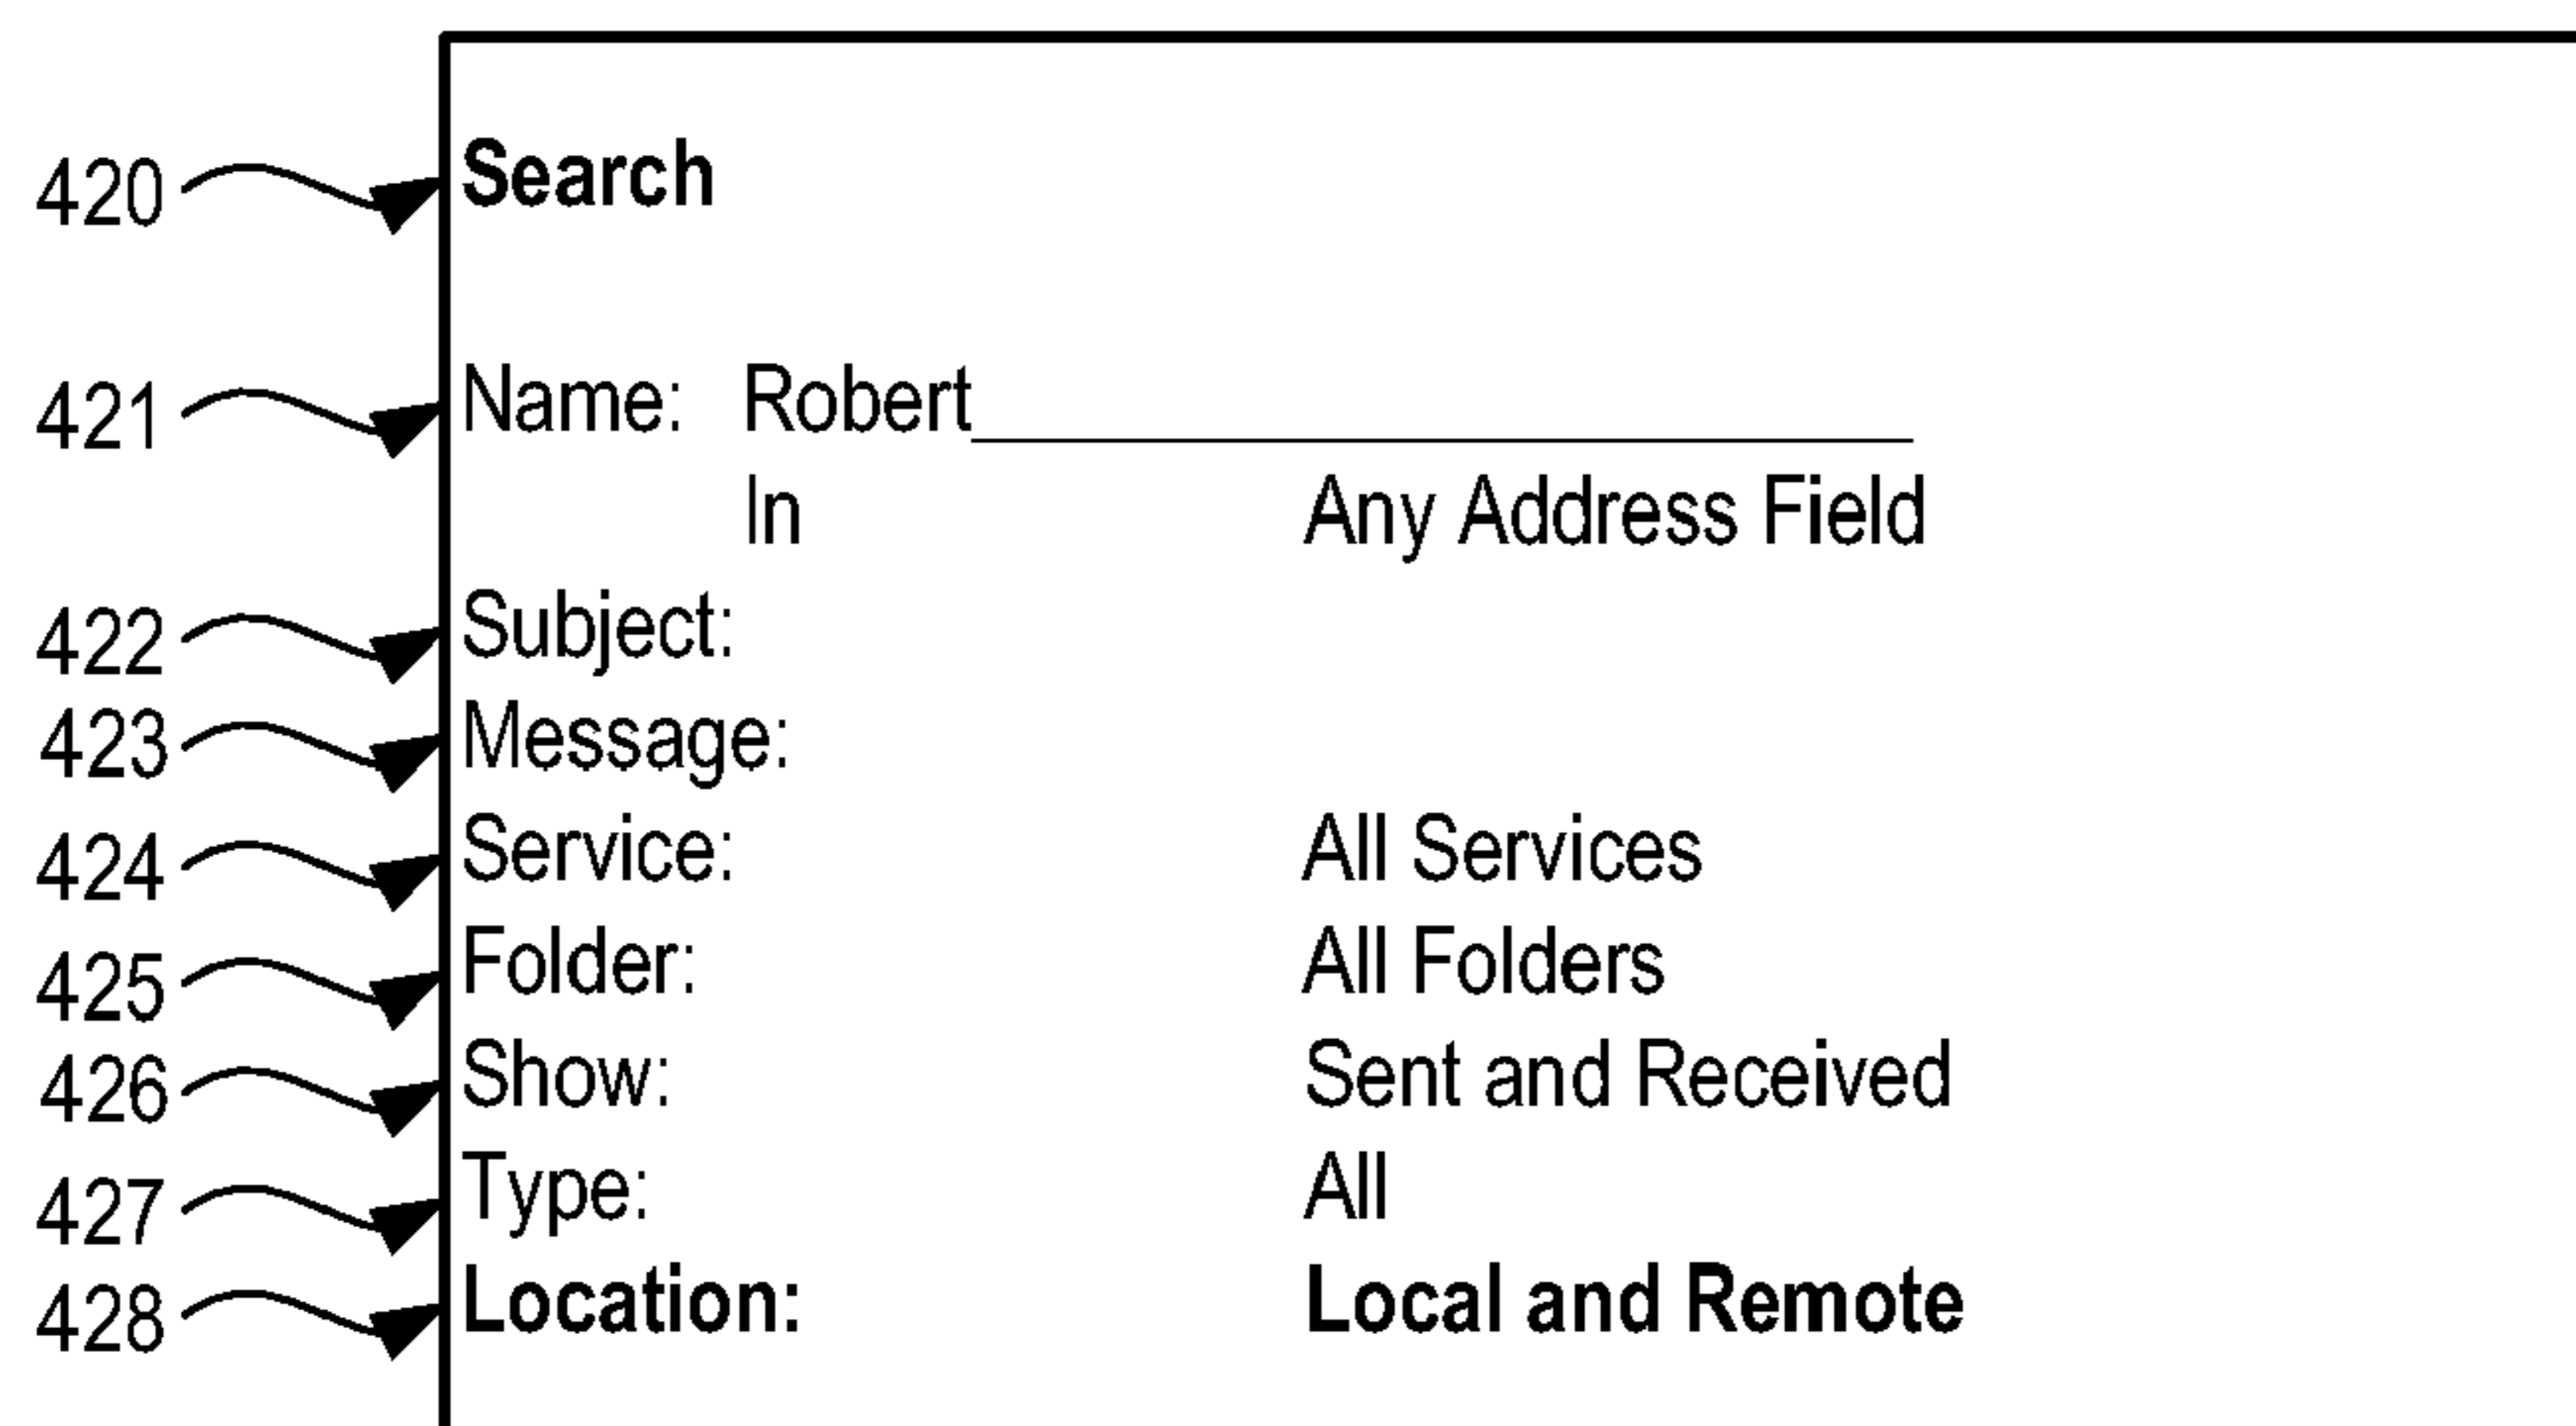 420 Search
421 Name: Robert
In Any Address Field
422 Subject:
423 Message:
424 Service: All Services
425 Folder: All Folders
426 Show: Sent and Received
427 Type: All
428 Location: Local and Remote